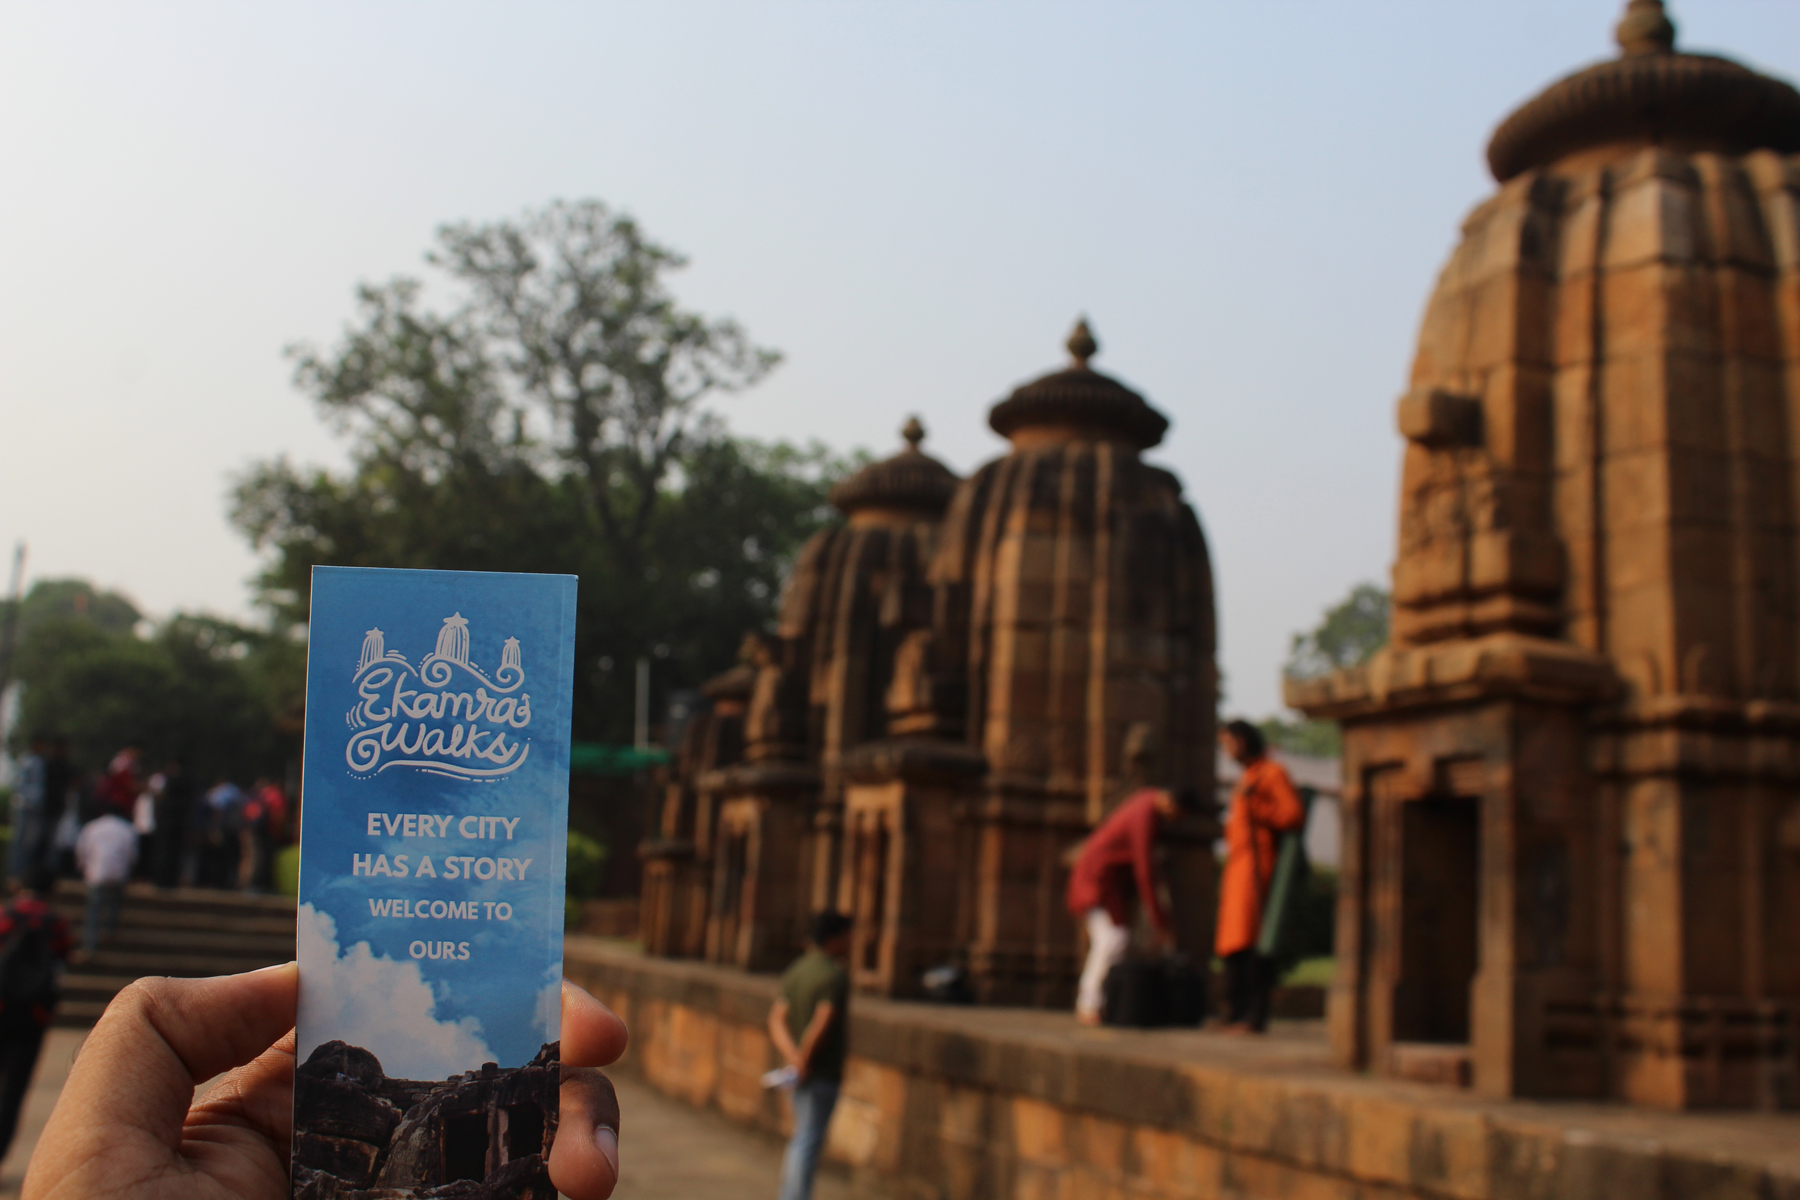 Ekamra
Walks
EVERY CITY
HAS A STORY
WELCOME TO
OURS